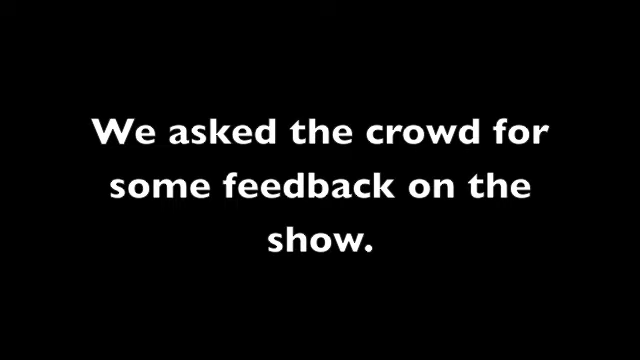 We asked the crowd for
some feedback on the
show.